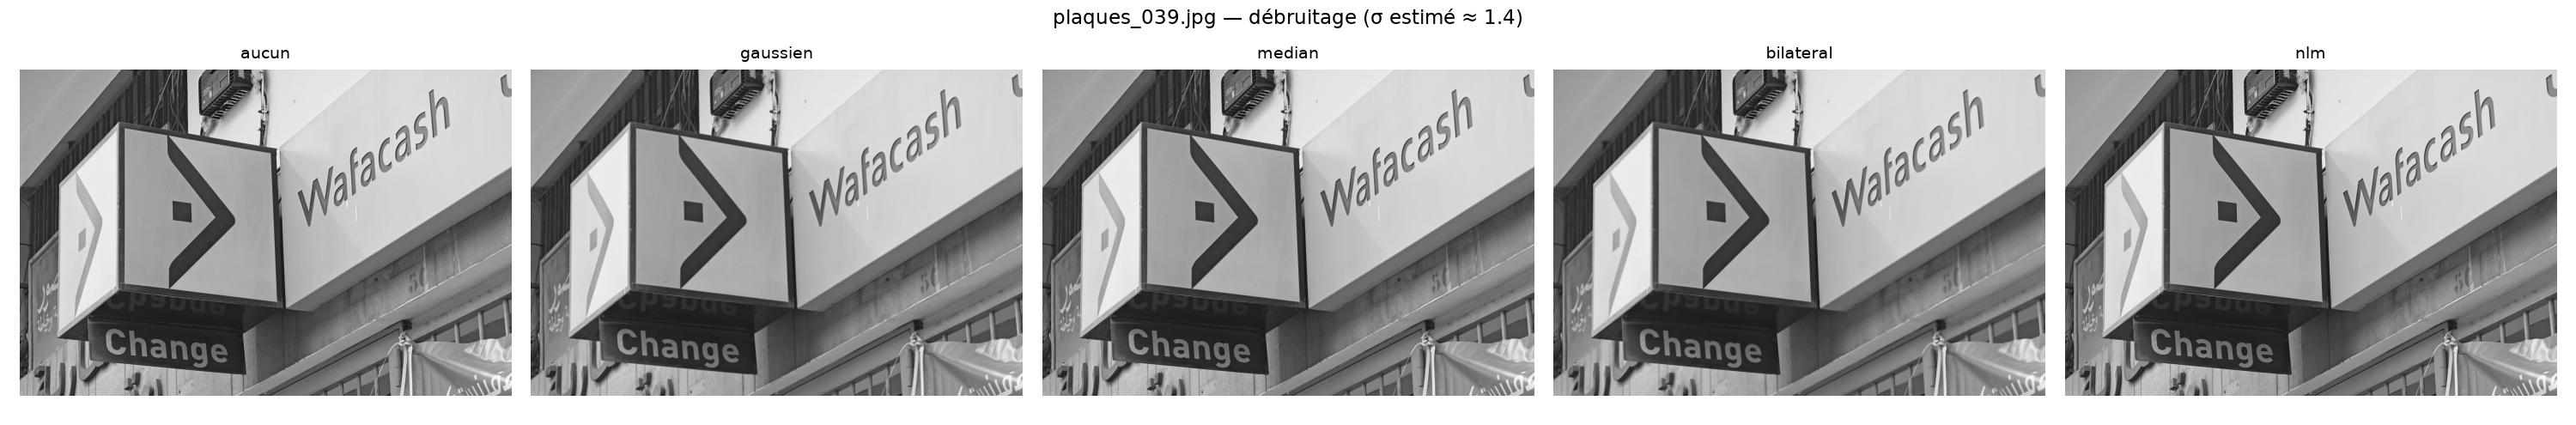 plaques_039.jpg — débruitage (σ estimé ≈ 1.4)
aucun
gaussien
median
bilateral
nlm
Wafacash
Change
Wafacash
Change
Wafacash
Change
Wafacash
Change
Wafacash
Change